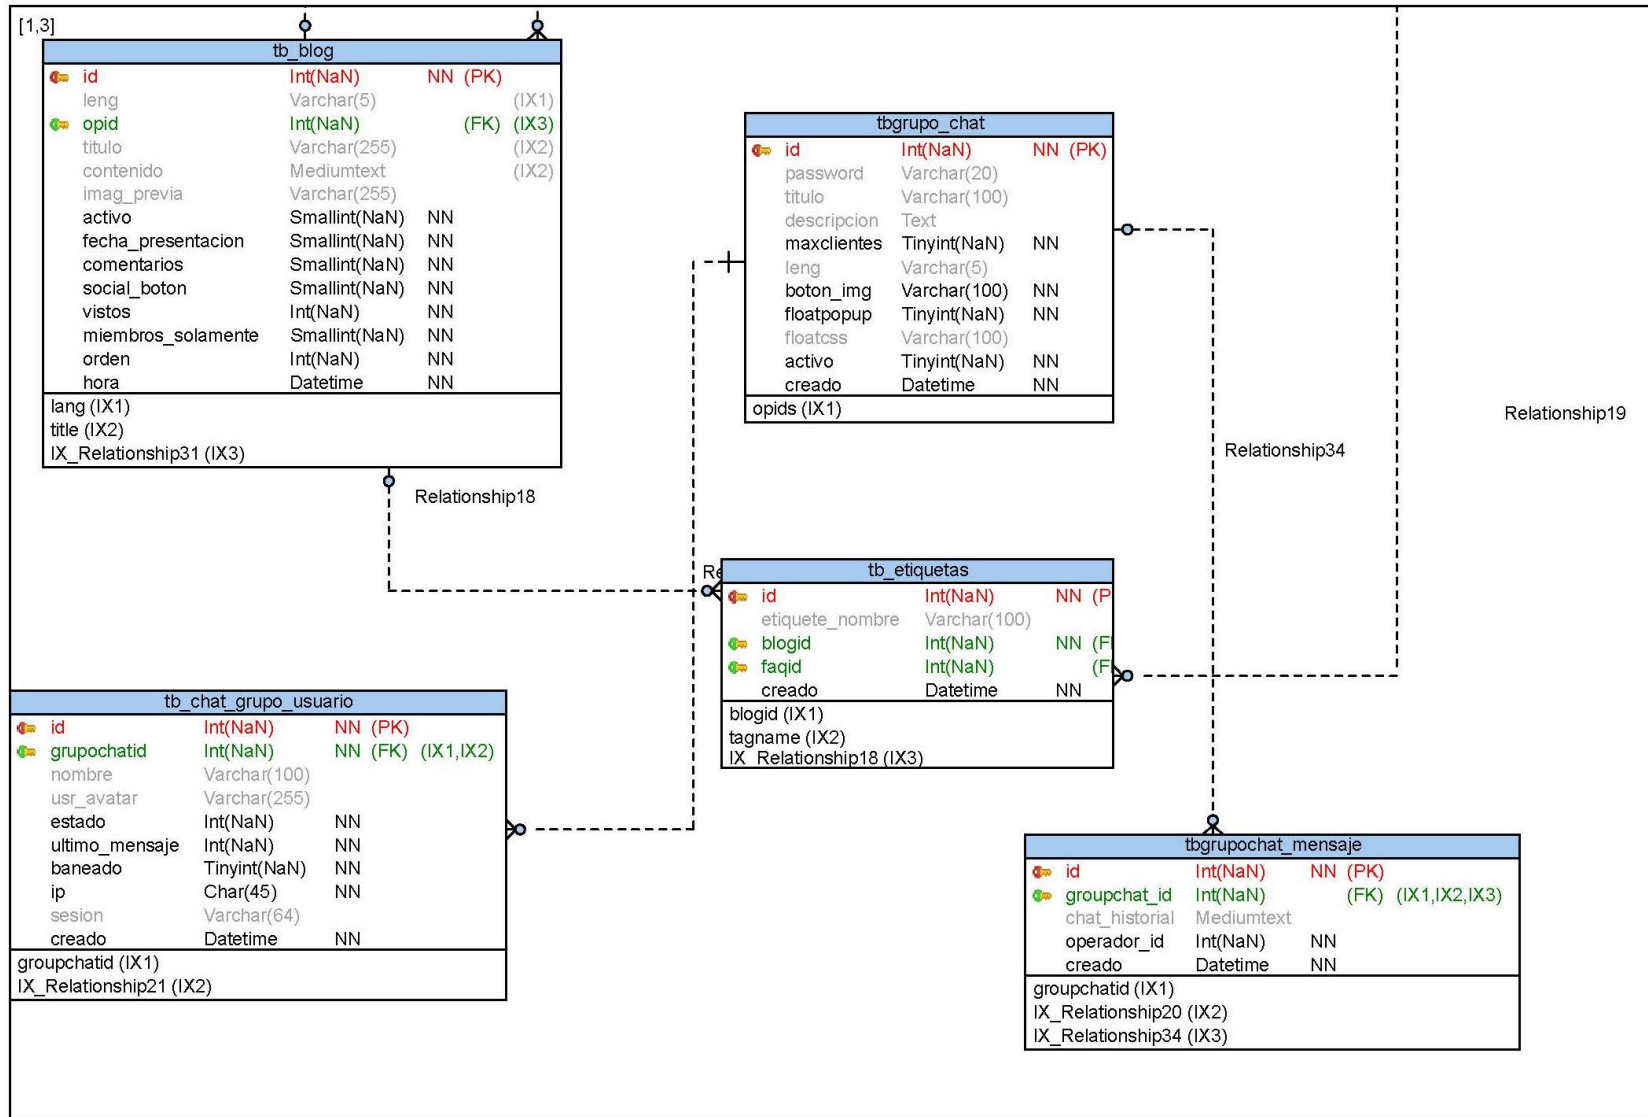 [1,3]
tb_blog
id Int(NaN) NN (PK)
leng Varchar(5) (IX1)
opid Int(NaN) (FK) (IX3)
titulo Varchar(255) (IX2)
contenido Mediumtext (IX2)
imag_previa Varchar(255)
activo Smallint(NaN) NN
fecha_presentacion Smallint(NaN) NN
comentarios Smallint(NaN) NN
social_boton Smallint(NaN) NN
vistos Int(NaN) NN
miembros_solamente Smallint(NaN) NN
orden Int(NaN) NN
hora Datetime NN
lang (IX1)
title (IX2)
IX_Relationship31 (IX3)
tbgrupo_chat
id Int(NaN) NN (PK)
password Varchar(20)
titulo Varchar(100)
descripcion Text
maxclientes Tinyint(NaN) NN
leng Varchar(5)
boton_img Varchar(100) NN
floatpopup Tinyint(NaN) NN
floatcss Varchar(100)
activo Tinyint(NaN) NN
creado Datetime NN
opids (IX1)
Relationship19
Relationship34
Relationship18
Re
tb_etiquetas
id Int(NaN) NN (P
etiquete_nombre Varchar(100)
blogid Int(NaN) NN (F
faqid Int(NaN) (F
creado Datetime NN
blogid (IX1)
tagname (IX2)
IX_Relationship18 (IX3)
tb_chat_grupo_usuario
id Int(NaN) NN (PK)
grupochatid Int(NaN) NN (FK) (IX1,IX2)
nombre Varchar(100)
usr_avatar Varchar(255)
estado Int(NaN) NN
ultimo_mensaje Int(NaN) NN
baneado Tinyint(NaN) NN
ip Char(45) NN
sesion Varchar(64)
creado Datetime NN
groupchatid (IX1)
IX_Relationship21 (IX2)
tbgrupochat_mensaje
id Int(NaN) NN (PK)
groupchat_id Int(NaN) (FK) (IX1,IX2,IX3)
chat_historial Mediumtext
operador_id Int(NaN) NN
creado Datetime NN
groupchatid (IX1)
IX_Relationship20 (IX2)
IX_Relationship34 (IX3)